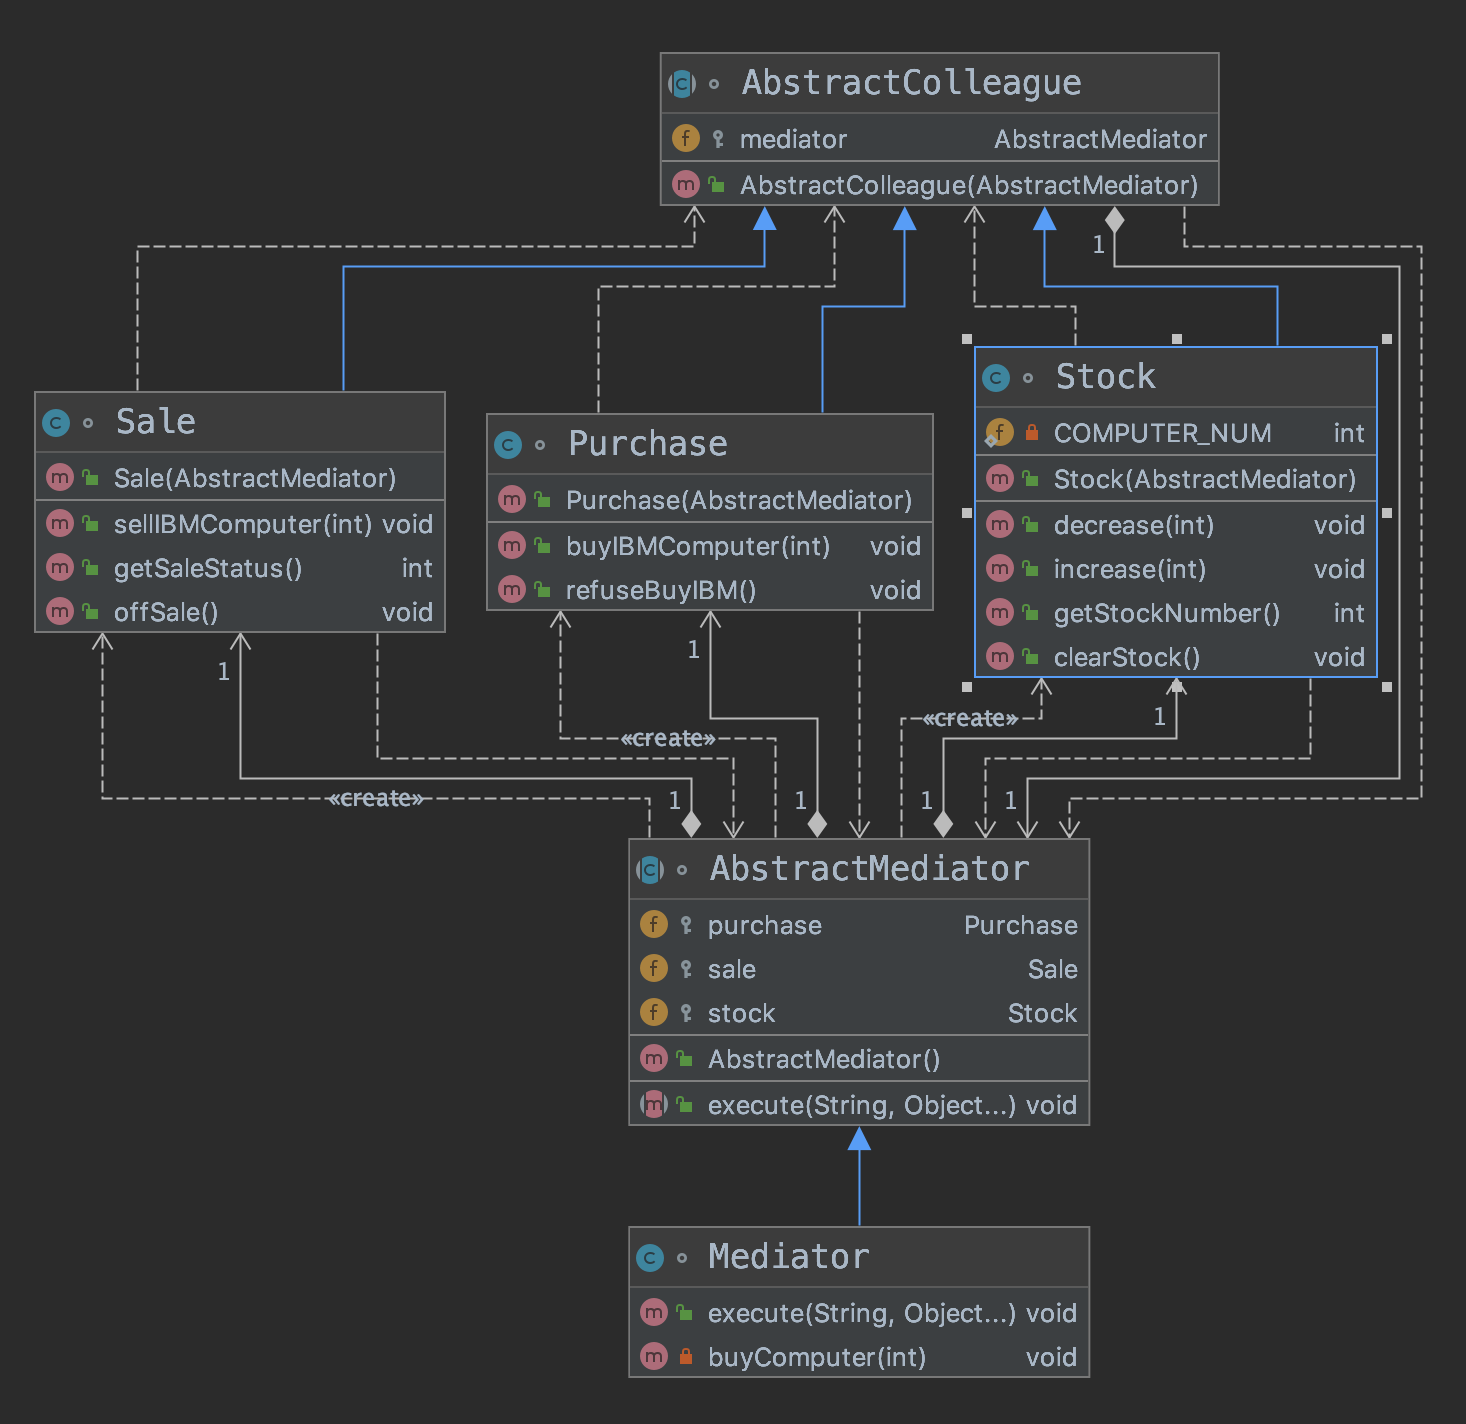 AbstractColleague
mediator AbstractMediator
AbstractColleague(AbstractMediator)
1
Sale
Sale(AbstractMediator)
sellIBMComputer(int) void
getSaleStatus() int
offSale() void
Purchase
Purchase(AbstractMediator)
buyIBMComputer(int) void
refuseBuyIBM() void
Stock
COMPUTER_NUM int
Stock(AbstractMediator)
decrease(int) void
increase(int) void
getStockNumber() int
clearStock() void
1
1
1
«create»
«create»
«create»
1
1
1
1
AbstractMediator
purchase Purchase
sale Sale
stock Stock
AbstractMediator()
execute(String, Object...) void
Mediator
execute(String, Object...) void
buyComputer(int) void